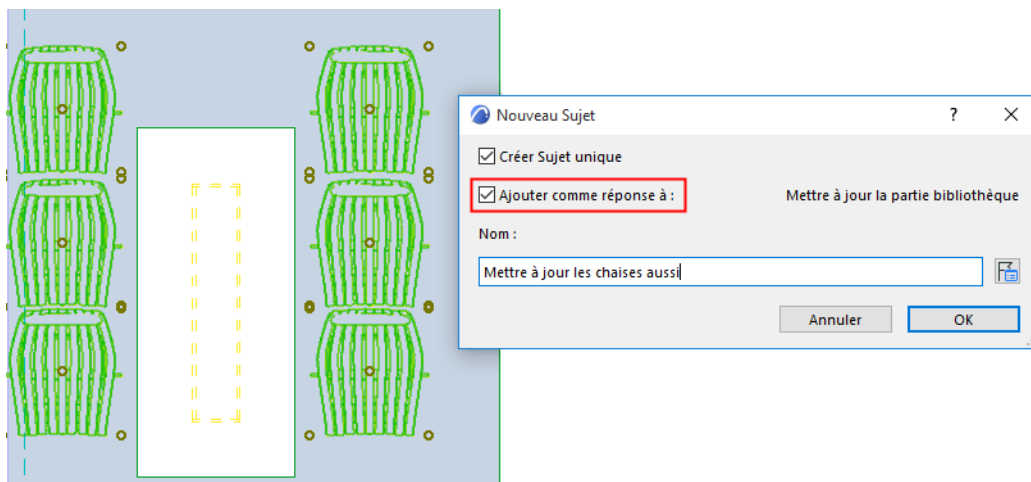 Nouveau Sujet
?
Créer Sujet unique
Ajouter comme réponse à :
Mettre à jour la partie bibliothèque
Nom :
Mettre à jour les chaises aussi
Annuler
OK